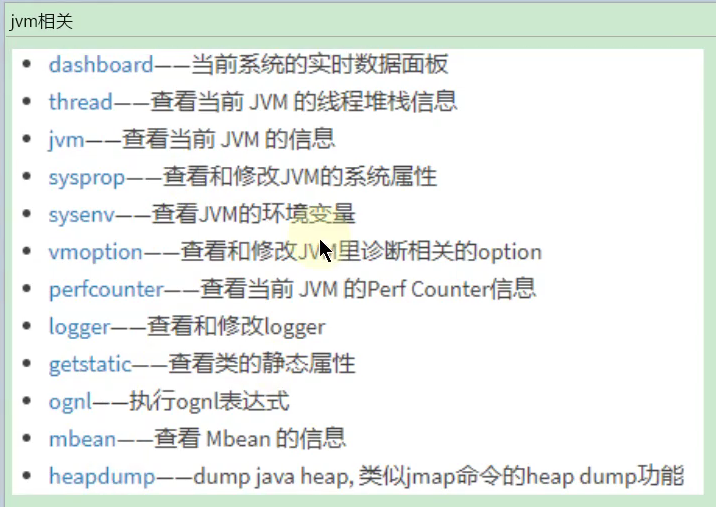 jvm相关
• dashboard——当前系统的实时数据面板
• thread——查看当前 JVM 的线程堆栈信息
• jvm——查看当前 JVM 的信息
• sysprop——查看和修改JVM的系统属性
• sysenv——查看JVM的环境变量
• vmoption——查看和修改JVM里诊断相关的option
• perfcounter——查看当前 JVM 的Perf Counter信息
• logger——查看和修改logger
• getstatic——查看类的静态属性
• ognl——执行ognl表达式
• mbean——查看 Mbean 的信息
• heapdump——dump java heap, 类似jmap命令的heap dump功能